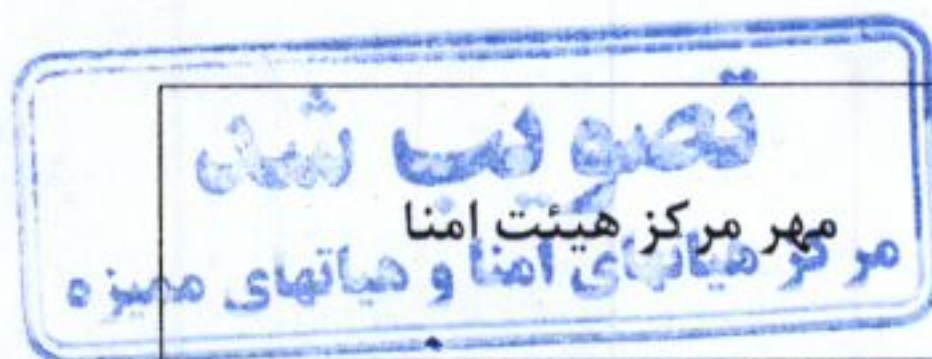 تصویب شد
مهر مرکز هیئت امنا
مرکز هیاتهای امنا و هیاتهای ممیزه